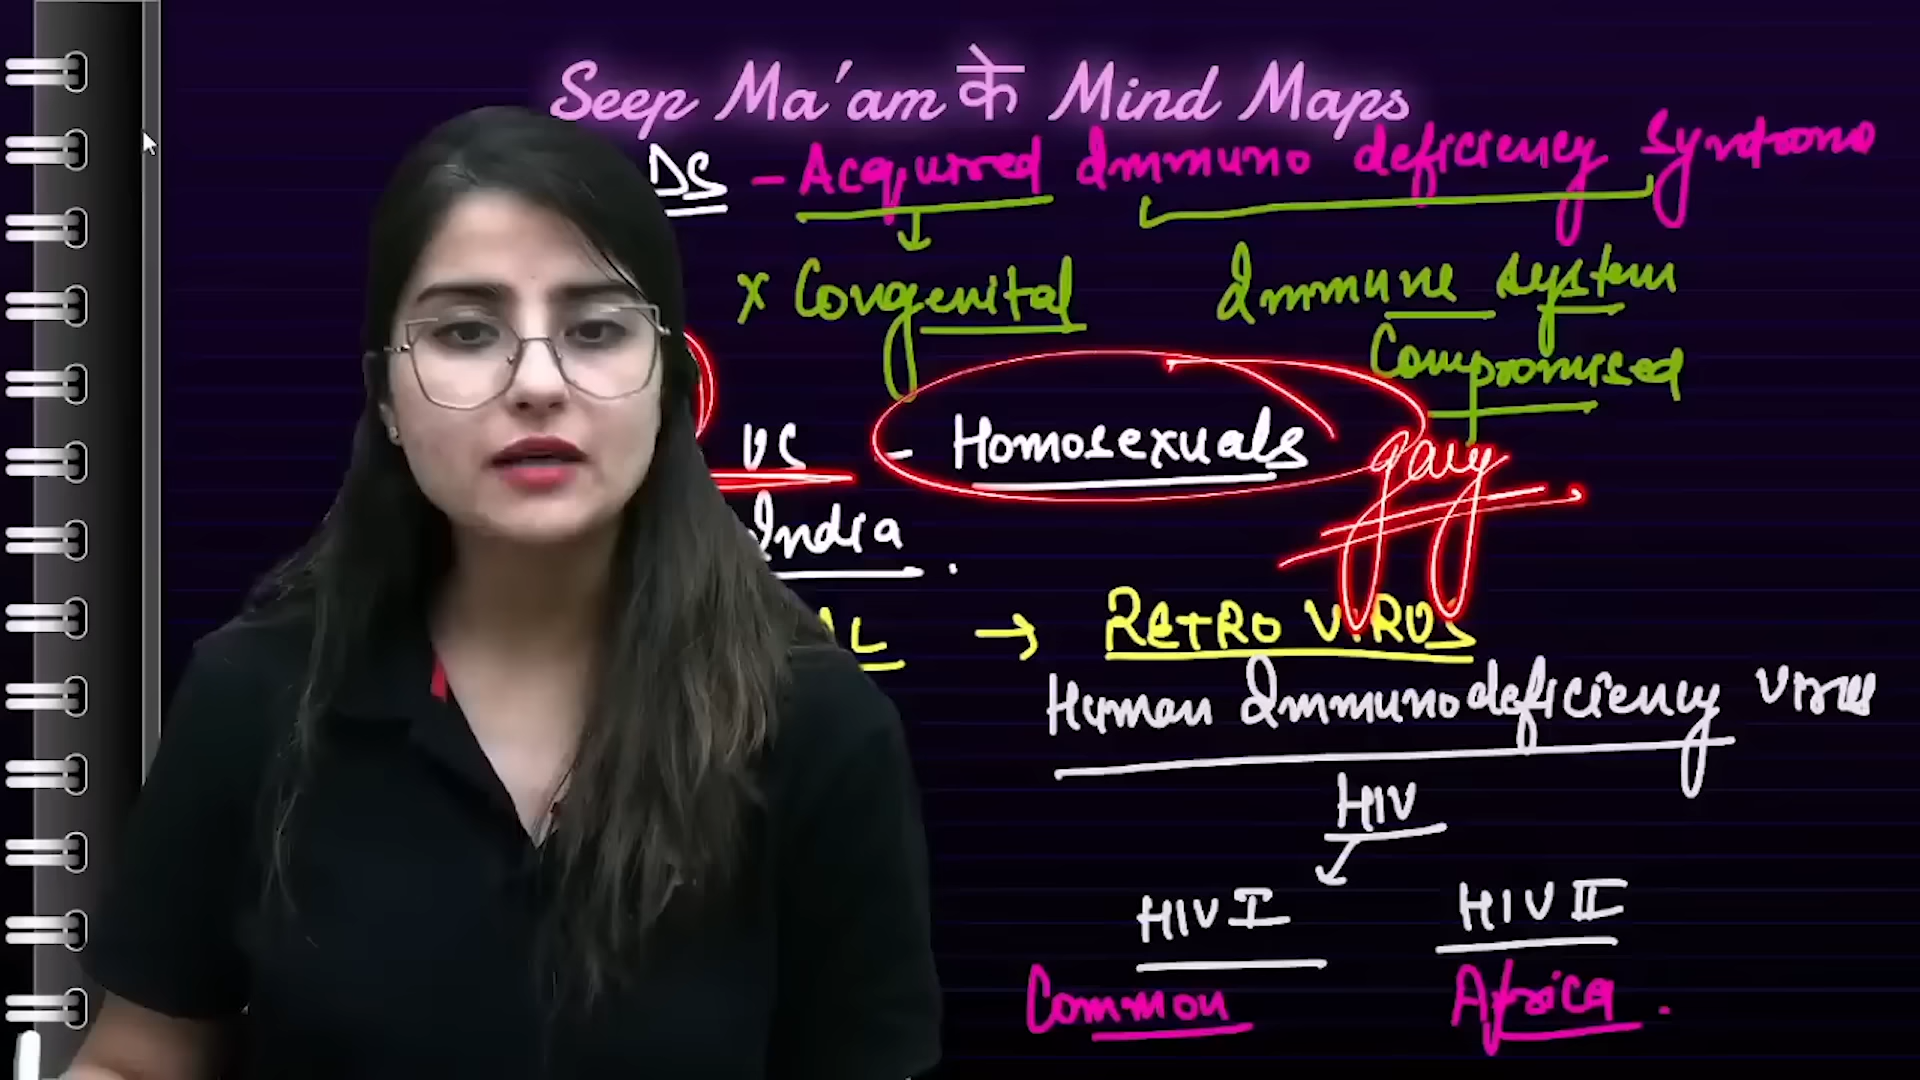 Seep Ma'am के Mind Maps
DS - Acquired Immuno deficiency Syndrome
x Congenital Immune system
Compromised
US - Homosexuals gay
India
AL → RETRO VIRUS
Human Immunodeficiency Virus
HIV
HIV I HIV II
Common Africa